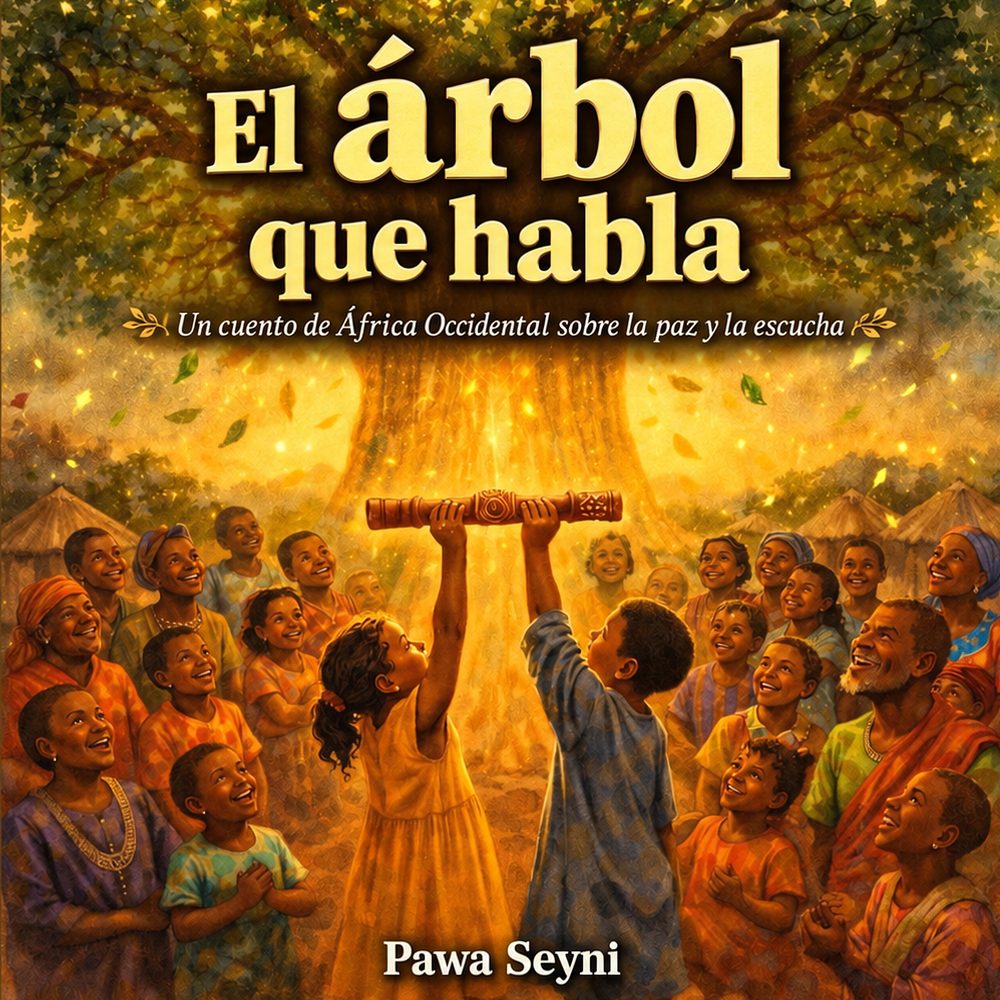 El árbol
que habla
Un cuento de África Occidental sobre la paz y la escucha
Pawa Seyni